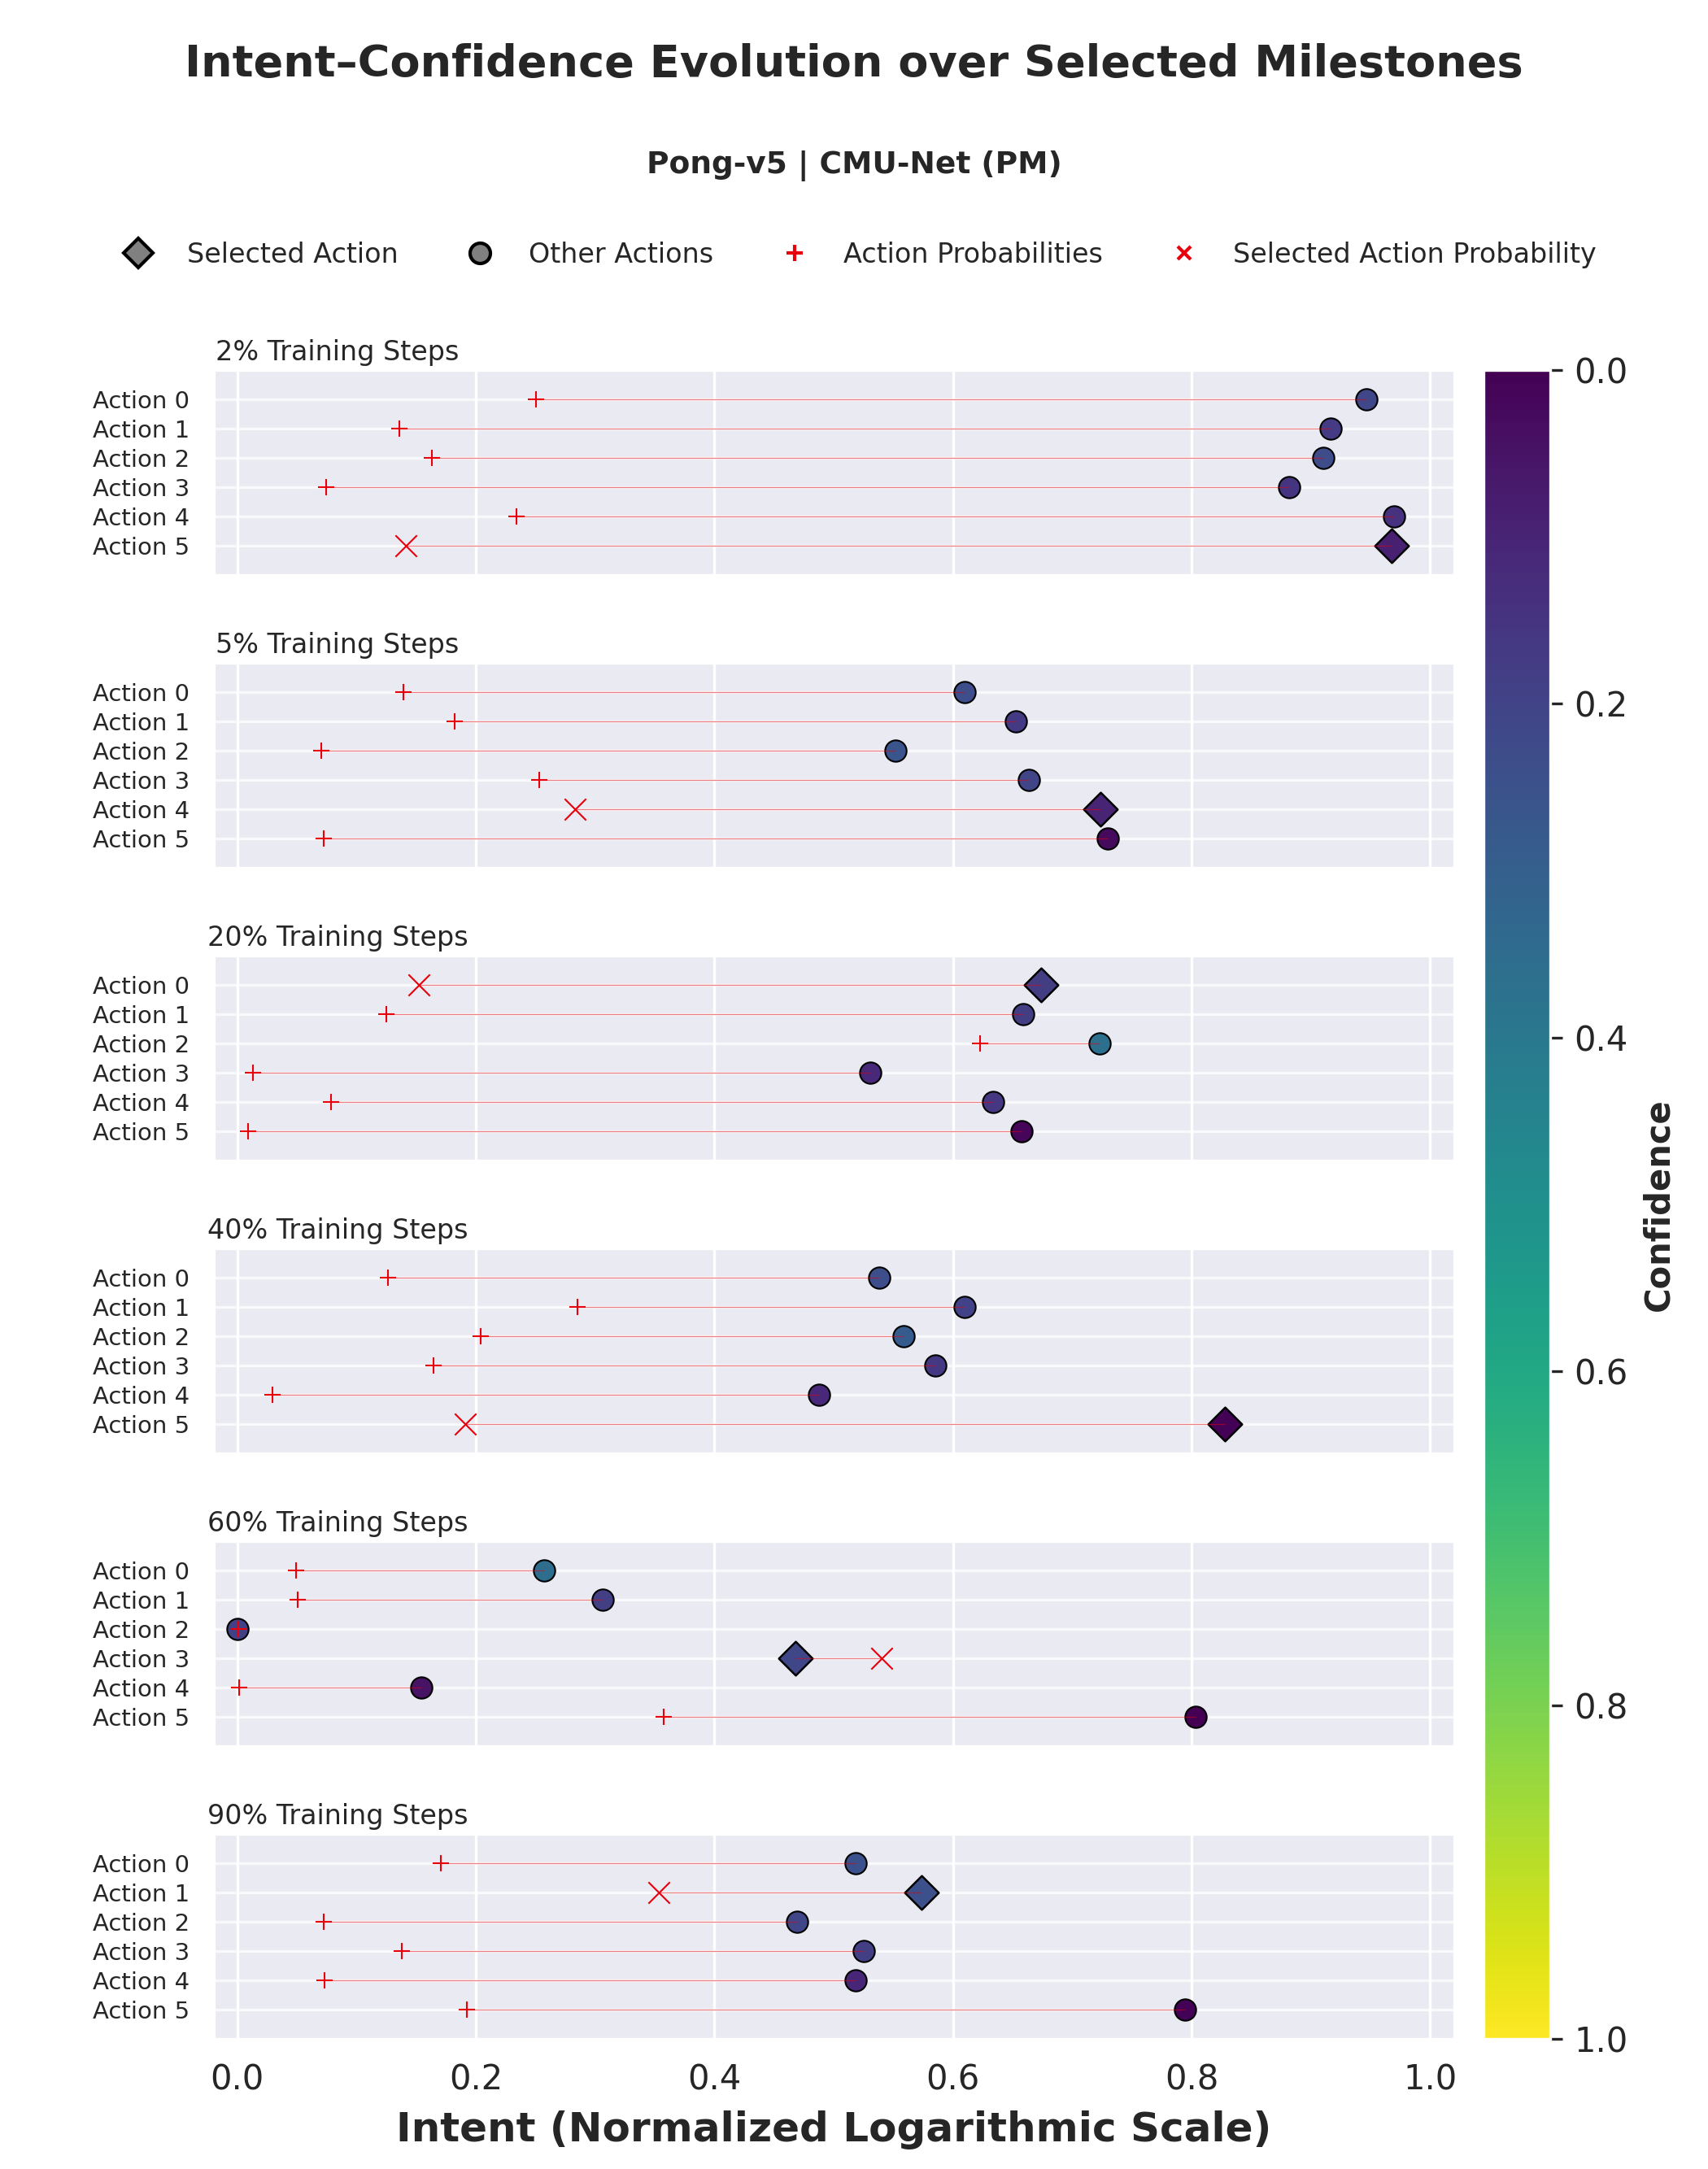 Intent–Confidence Evolution over Selected Milestones
Pong-v5 | CMU-Net (PM)
Selected Action
Other Actions
Action Probabilities
Selected Action Probability
2% Training Steps
Action 0
Action 1
Action 2
Action 3
Action 4
Action 5
5% Training Steps
Action 0
Action 1
Action 2
Action 3
Action 4
Action 5
20% Training Steps
Action 0
Action 1
Action 2
Action 3
Action 4
Action 5
40% Training Steps
Action 0
Action 1
Action 2
Action 3
Action 4
Action 5
60% Training Steps
Action 0
Action 1
Action 2
Action 3
Action 4
Action 5
90% Training Steps
Action 0
Action 1
Action 2
Action 3
Action 4
Action 5
0.0 0.2 0.4 0.6 0.8 1.0
Intent (Normalized Logarithmic Scale)
0.0
0.2
0.4
0.6
0.8
1.0
Confidence